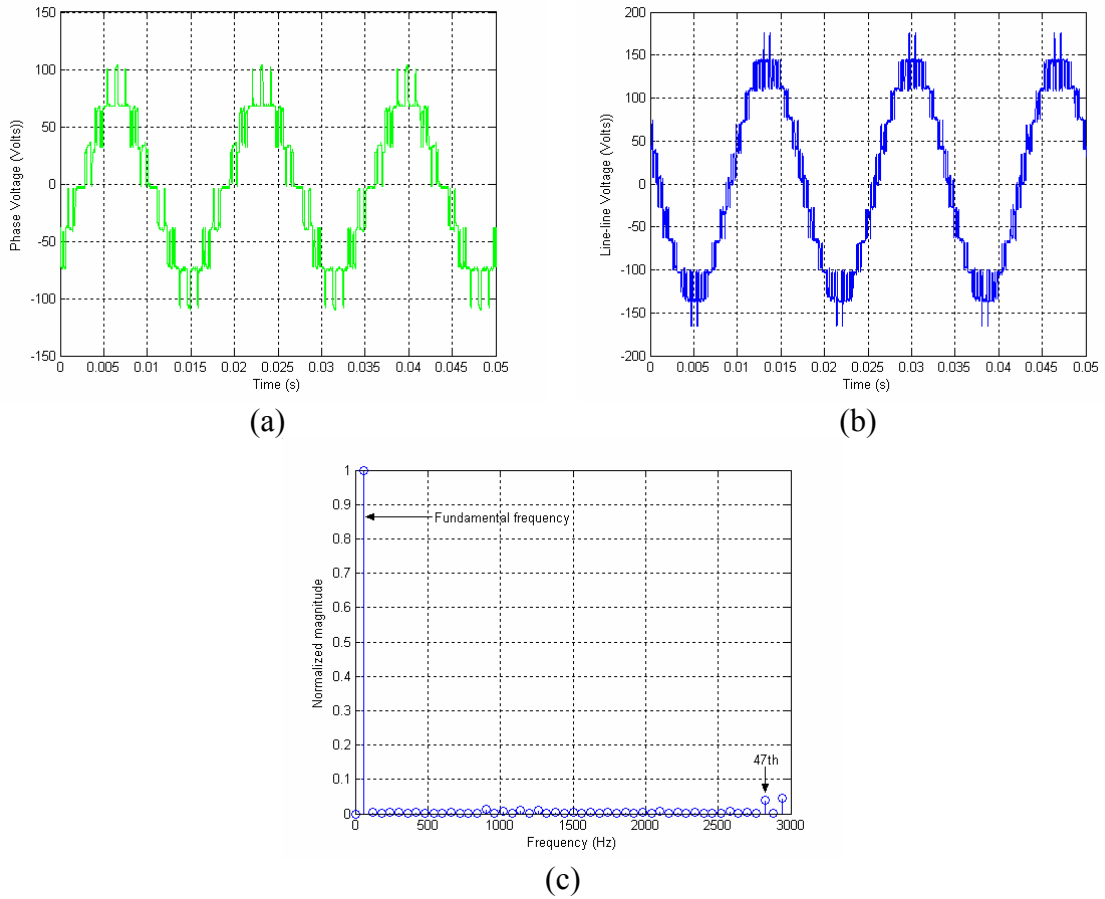 150
100
50
0
-50
-100
-150
Phase Voltage (Volts))
0 0.005 0.01 0.015 0.02 0.025 0.03 0.035 0.04 0.045 0.05
Time (s)
(a)
200
150
100
50
0
-50
-100
-150
-200
Line-line Voltage (Volts))
0 0.005 0.01 0.015 0.02 0.025 0.03 0.035 0.04 0.045 0.05
Time (s)
(b)
1
0.9
0.8
0.7
0.6
0.5
0.4
0.3
0.2
0.1
0
Normalized magnitude
Fundamental frequency
47th
0 500 1000 1500 2000 2500 3000
Frequency (Hz)
(c)